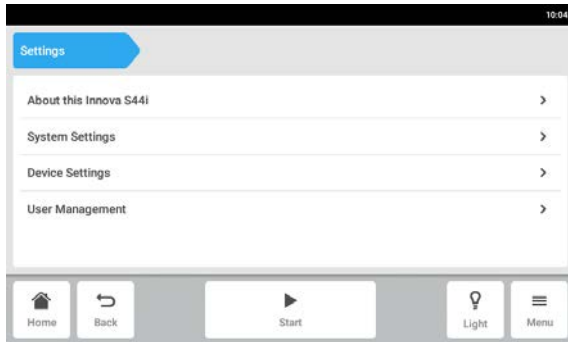 10:04
Settings
About this Innova S44i
System Settings
Device Settings
User Management
Home Back Start Light Menu